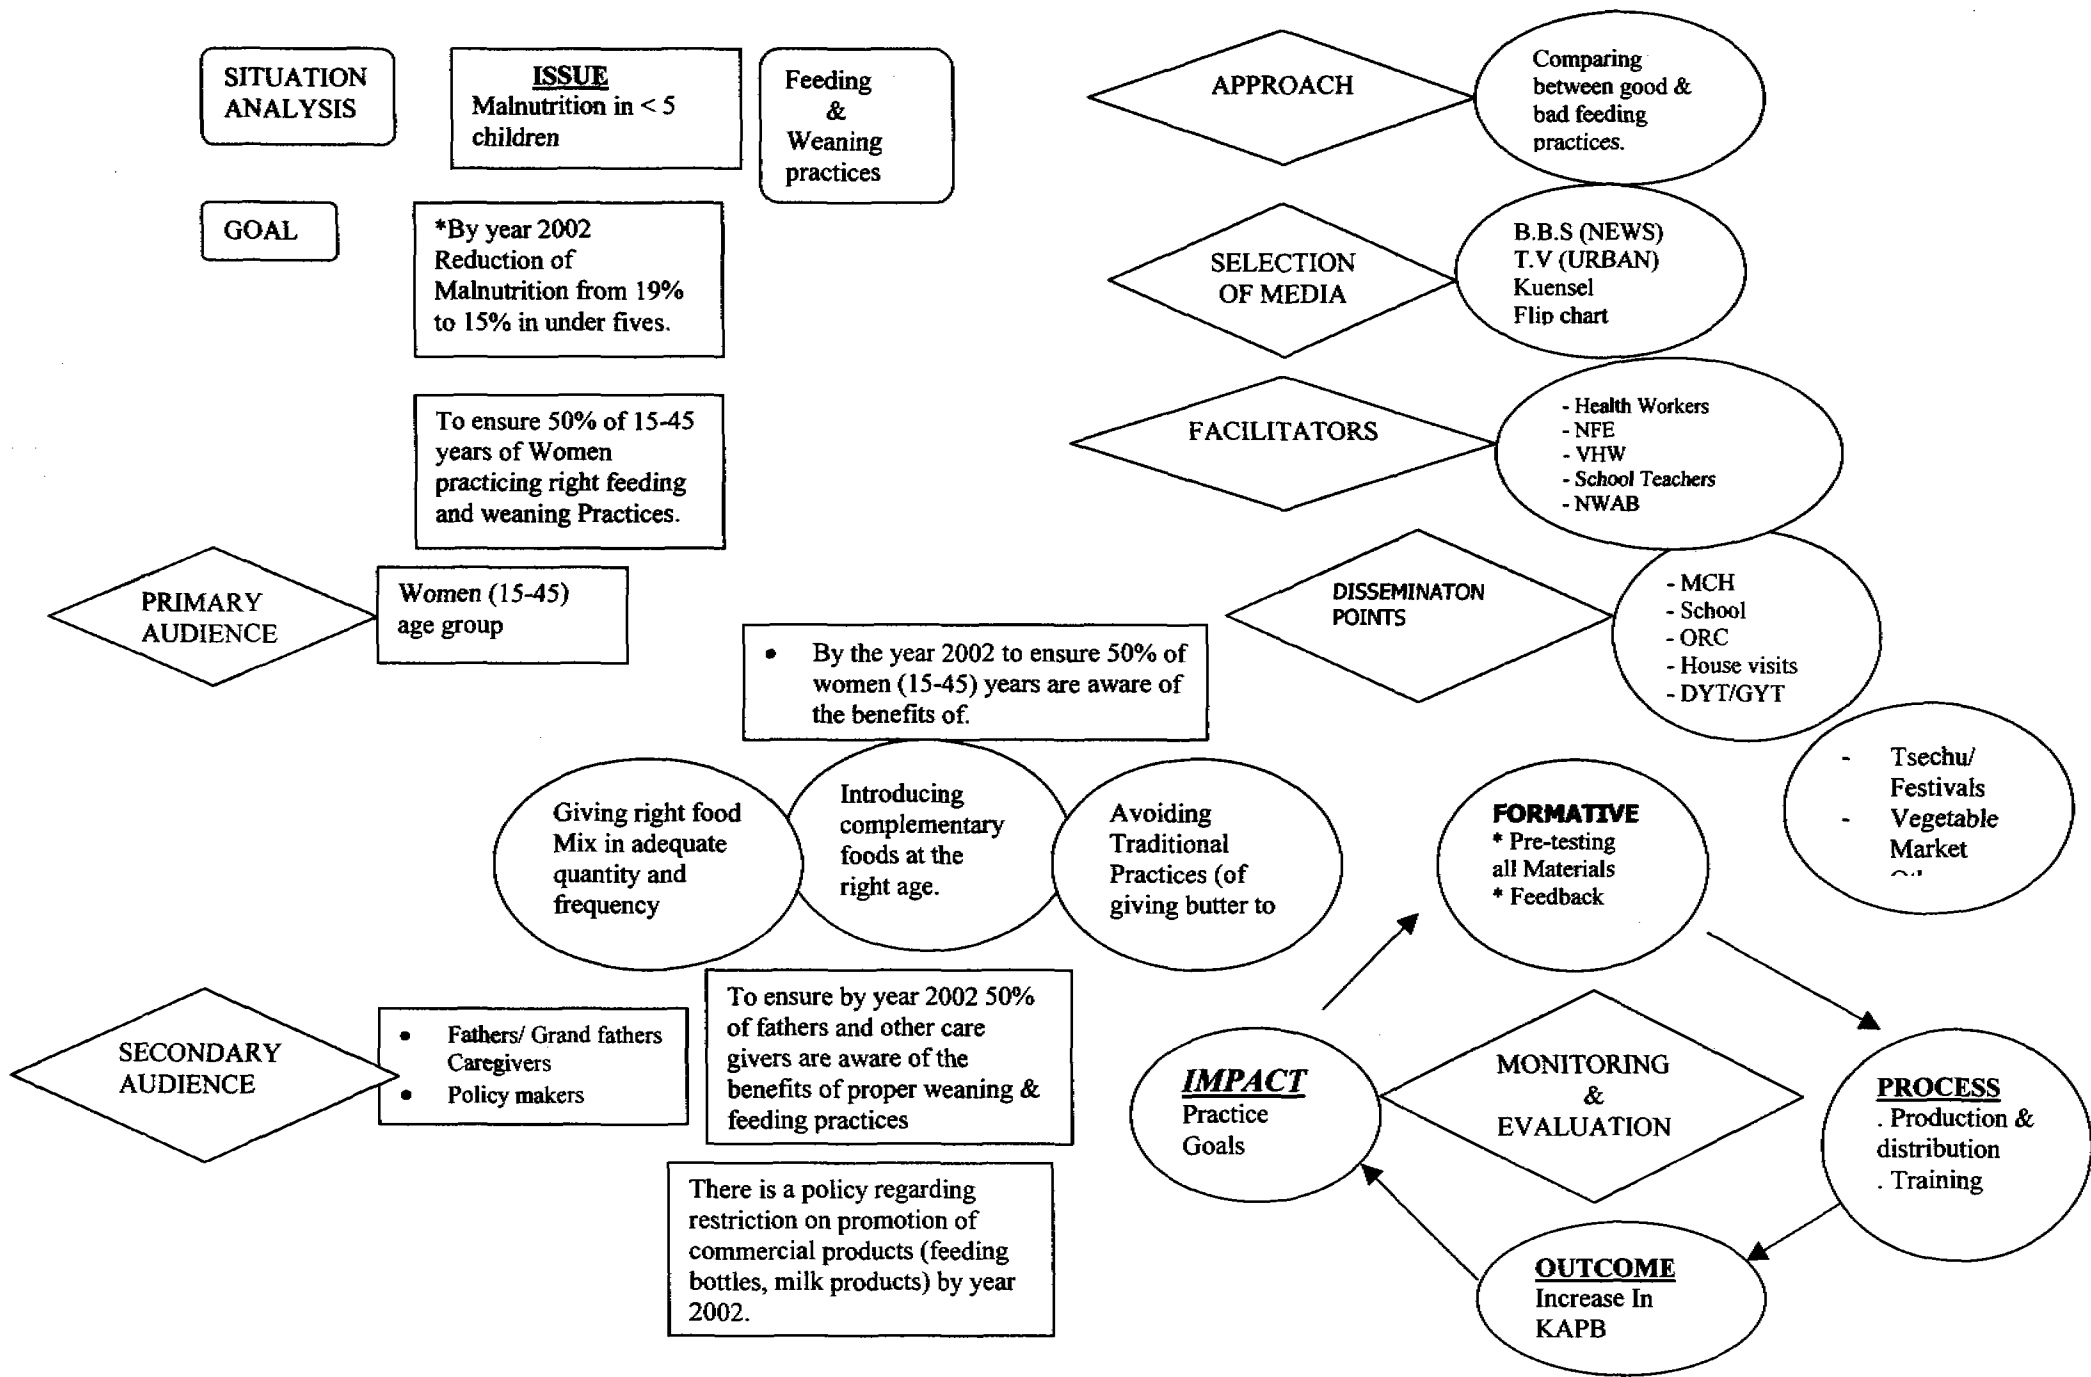 SITUATION
ANALYSIS
ISSUE
Malnutrition in < 5
children
Feeding
&
Weaning
practices
GOAL
*By year 2002
Reduction of
Malnutrition from 19%
to 15% in under fives.
To ensure 50% of 15-45
years of Women
practicing right feeding
and weaning Practices.
PRIMARY
AUDIENCE
Women (15-45)
age group
• By the year 2002 to ensure 50% of
women (15-45) years are aware of
the benefits of.
Giving right food
Mix in adequate
quantity and
frequency
Introducing
complementary
foods at the
right age.
Avoiding
Traditional
Practices (of
giving butter to
SECONDARY
AUDIENCE
• Fathers/ Grand fathers
Caregivers
• Policy makers
To ensure by year 2002 50%
of fathers and other care
givers are aware of the
benefits of proper weaning &
feeding practices
There is a policy regarding
restriction on promotion of
commercial products (feeding
bottles, milk products) by year
2002.
APPROACH
Comparing
between good &
bad feeding
practices.
SELECTION
OF MEDIA
B.B.S (NEWS)
T.V (URBAN)
Kuensel
Flip chart
FACILITATORS
- Health Workers
- NFE
- VHW
- School Teachers
- NWAB
DISSEMINATON
POINTS
- MCH
- School
- ORC
- House visits
- DYT/GYT
- Tsechu/
Festivals
- Vegetable
Market
FORMATIVE
* Pre-testing
all Materials
* Feedback
MONITORING
&
EVALUATION
PROCESS
. Production &
distribution
. Training
OUTCOME
Increase In
KAPB
IMPACT
Practice
Goals